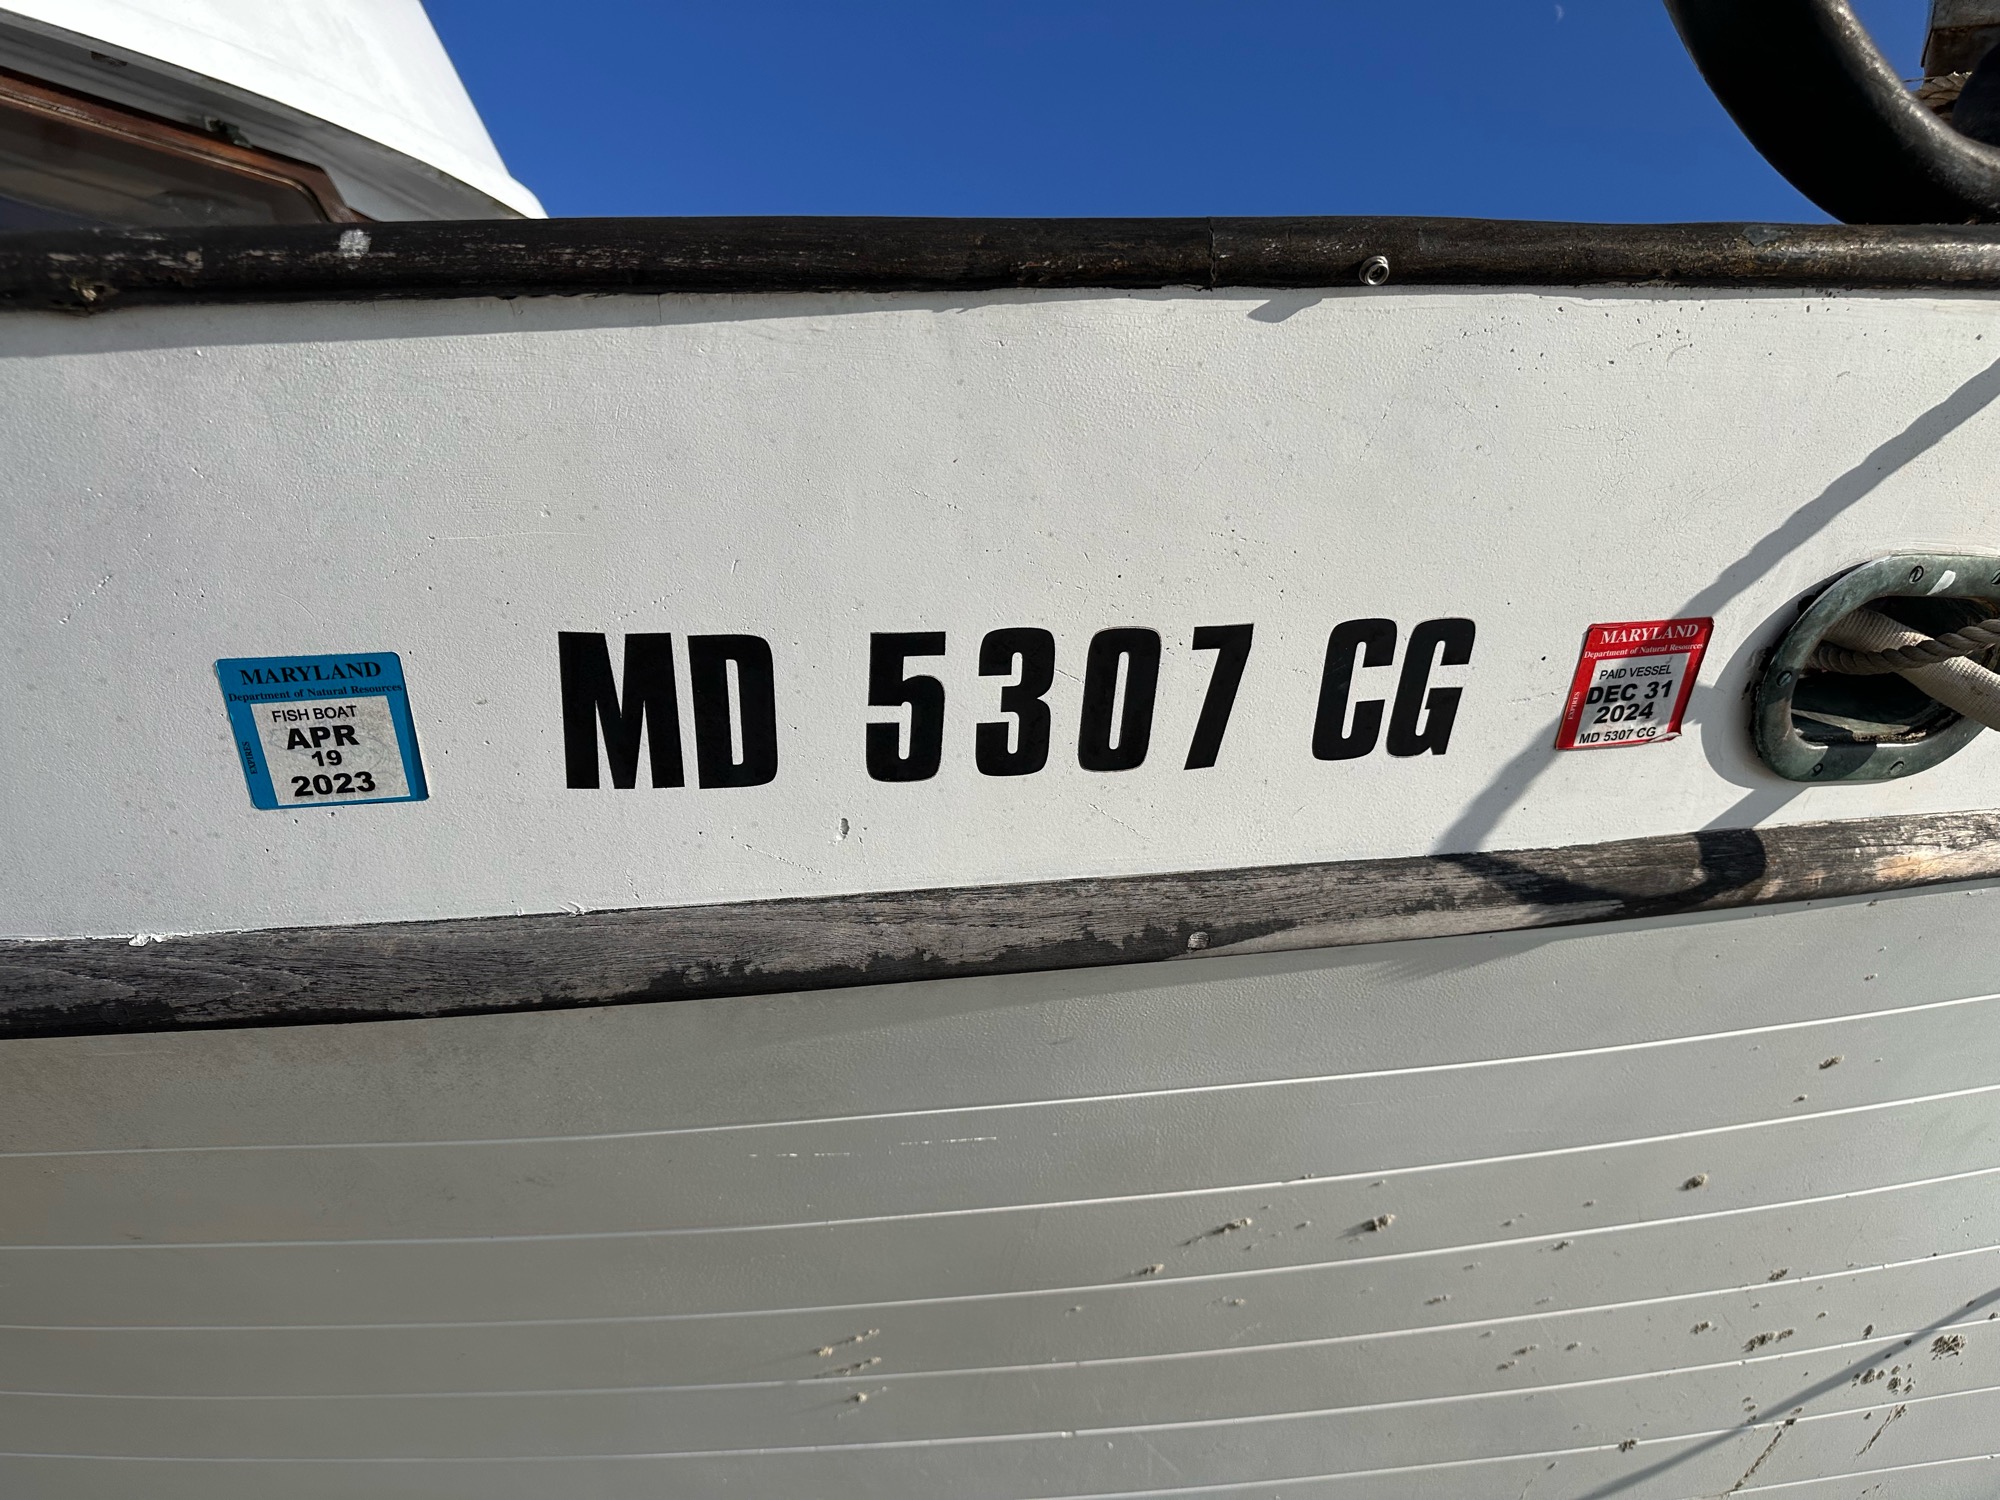 MARYLAND
Department of Natural Resources
FISH BOAT
APR
19
2023
EXPIRES
MD 5307 CG
MARYLAND
Department of Natural Resources
PAID VESSEL
DEC 31
2024
MD 5307 CG
EXPIRES